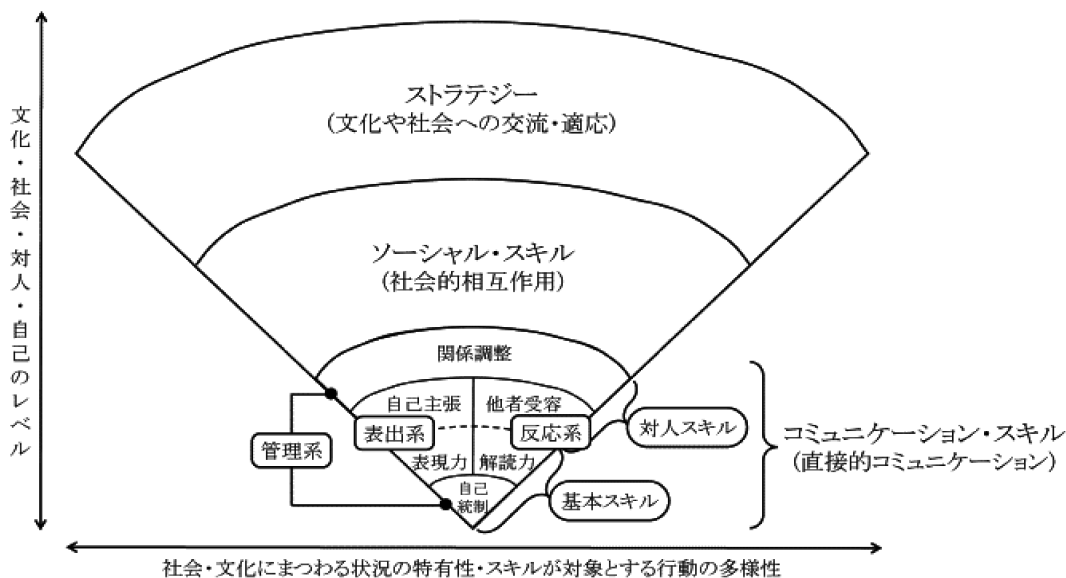 文化・社会・対人・自己のレベル
ストラテジー
(文化や社会への交流・適応)
ソーシャル・スキル
(社会的相互作用)
関係調整
自己主張
他者受容
表出系
反応系
管理系
表現力
解読力
自己
統制
対人スキル
基本スキル
コミュニケーション・スキル
(直接的コミュニケーション)
社会・文化にまつわる状況の特有性・スキルが対象とする行動の多様性